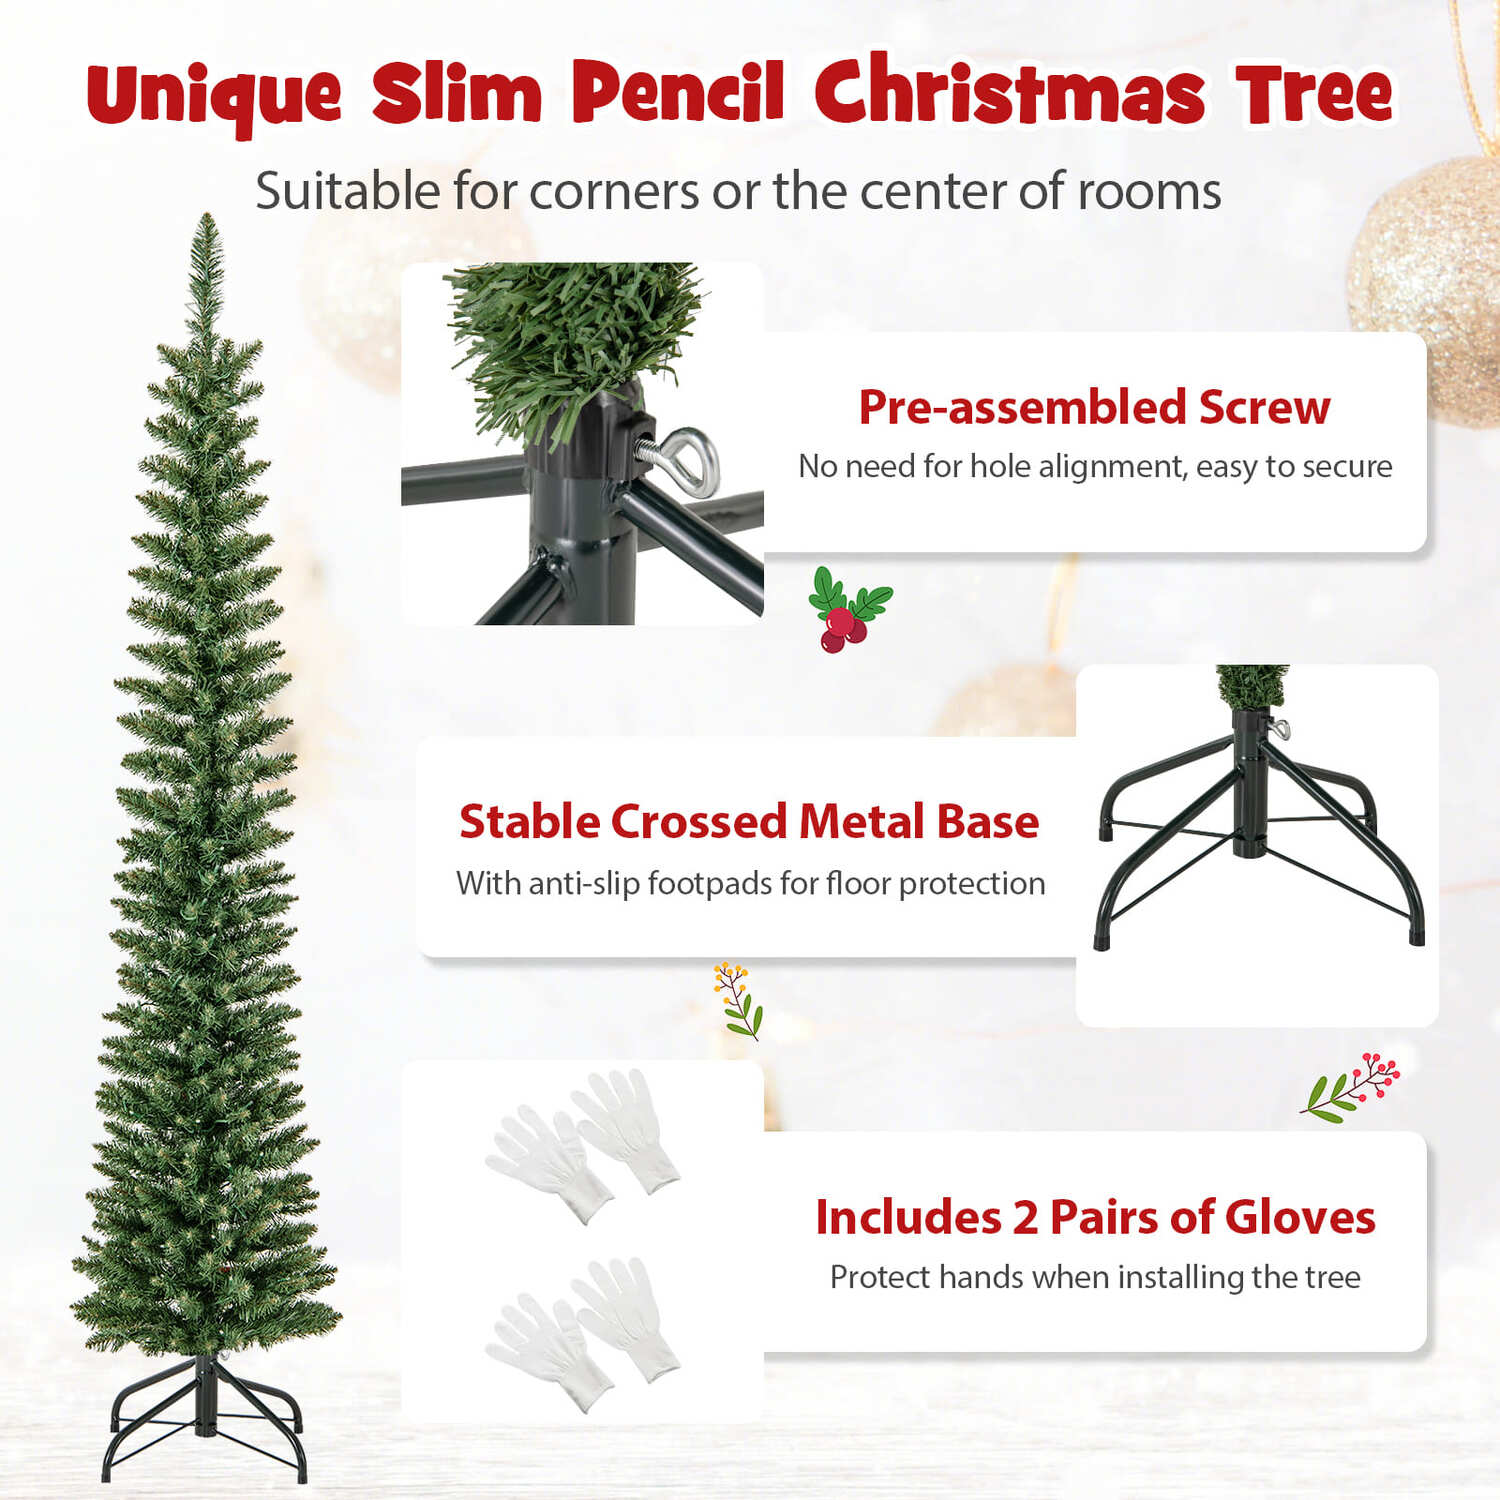 Unique Slim Pencil Christmas Tree
Suitable for corners or the center of rooms
Pre-assembled Screw
No need for hole alignment, easy to secure
Stable Crossed Metal Base
With anti-slip footpads for floor protection
Includes 2 Pairs of Gloves
Protect hands when installing the tree